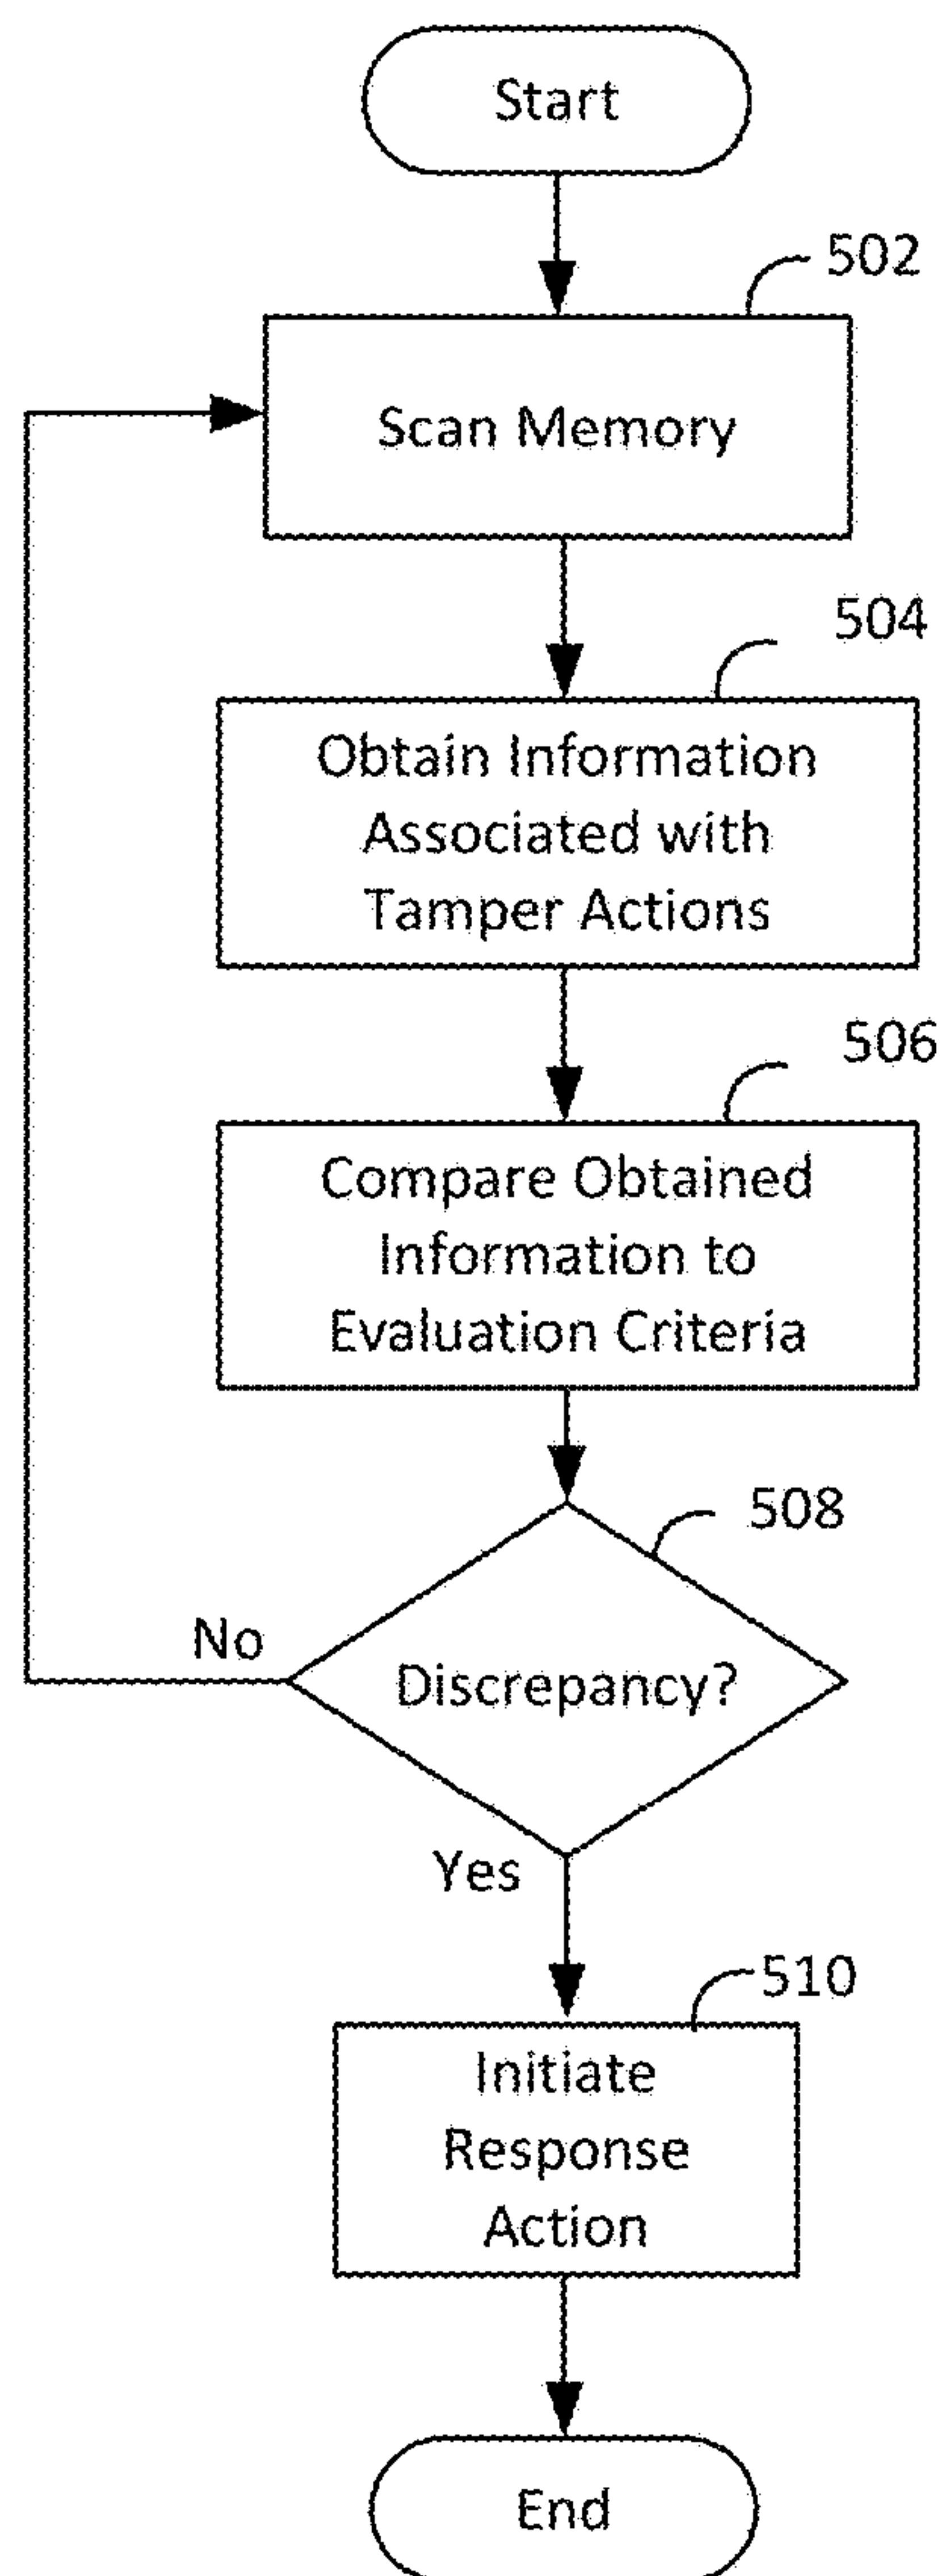 Start
502
Scan Memory
504
Obtain Information
Associated with
Tamper Actions
506
Compare Obtained
Information to
Evaluation Criteria
508
No
Discrepancy?
Yes
510
Initiate
Response
Action
End